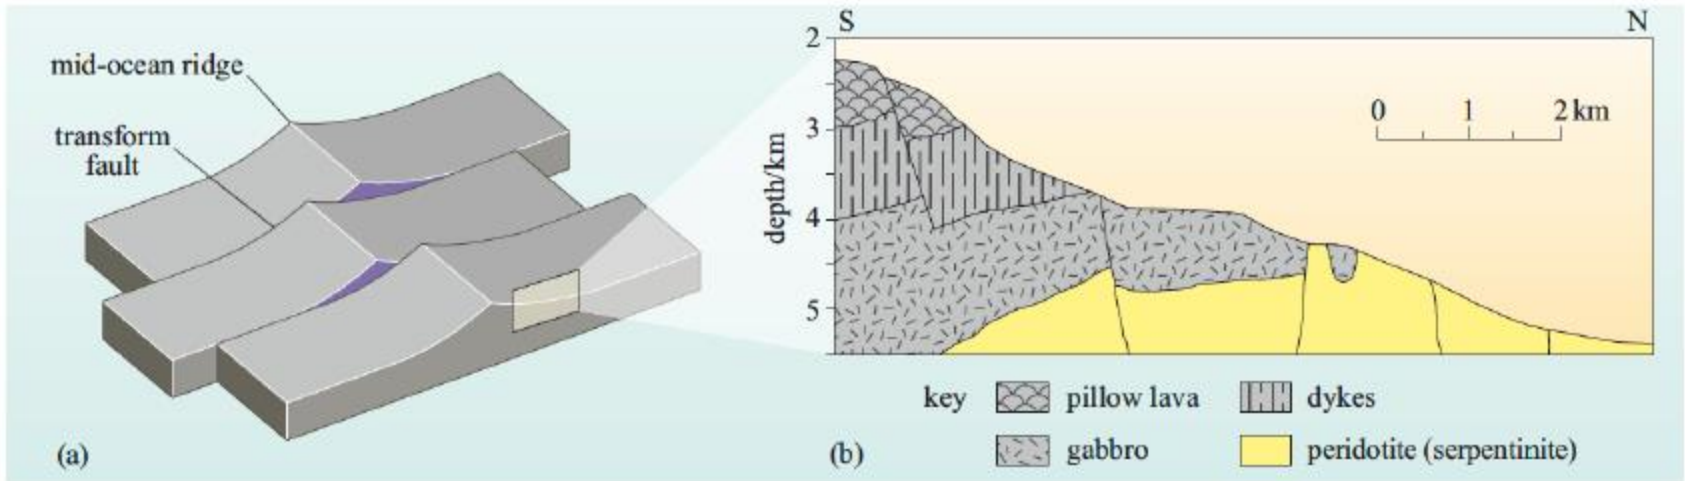 mid-ocean ridge
transform
fault
(a)
S
N
2
3
4
5
depth/km
0 1 2 km
key
pillow lava
dykes
gabbro
peridotite (serpentinite)
(b)